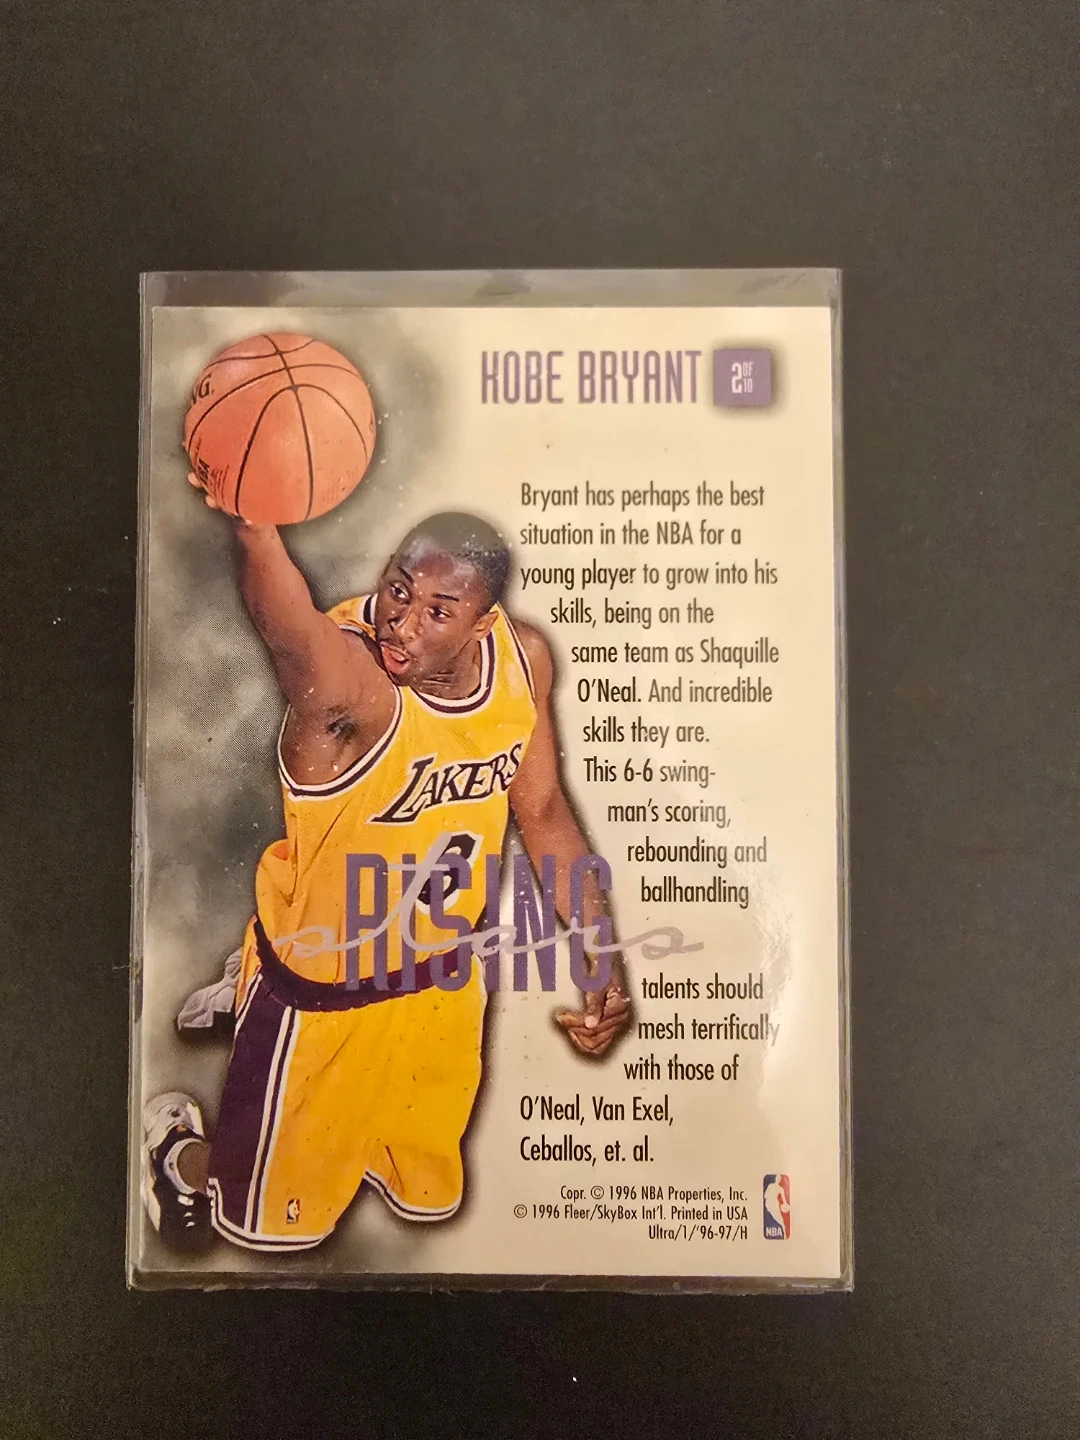 NG.
KOBE BRYANT
2 OF 10
Bryant has perhaps the best
situation in the NBA for a
young player to grow into his
skills, being on the
same team as Shaquille
O'Neal. And incredible
skills they are.
This 6-6 swing-
man's scoring,
rebounding and
ballhandling
talents should
mesh terrifically
with those of
O'Neal, Van Exel,
Ceballos, et. al.
LAKERS
RISING
stars
Copr. © 1996 NBA Properties, Inc.
© 1996 Fleer/SkyBox Int'l. Printed in USA
Ultra/1/'96-97/H
NBA